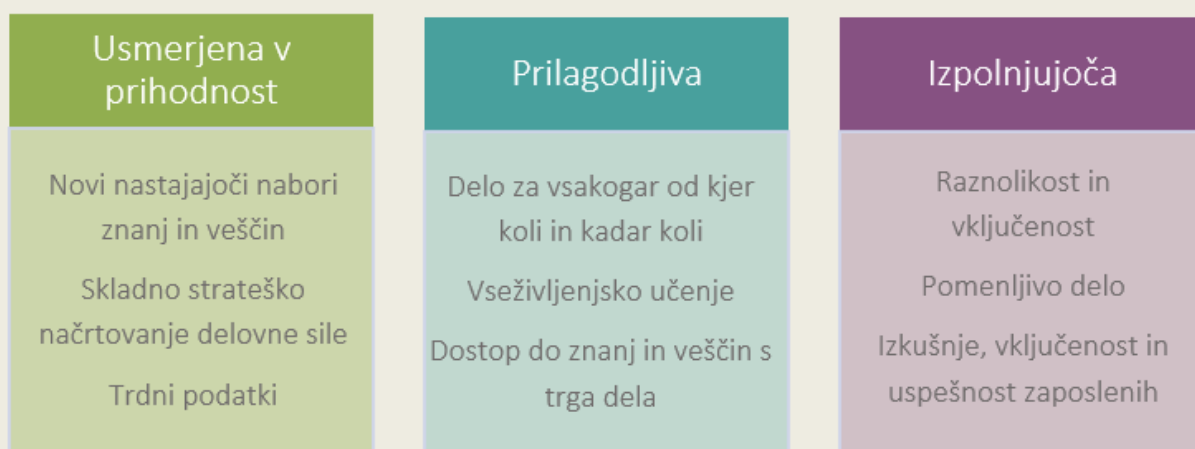 Usmerjena v
prihodnost
Novi nastajajoči nabori
znanj in veščin
Skladno strateško
načrtovanje delovne sile
Trdni podatki
Prilagodljiva
Delo za vsakogar od kjer
koli in kadar koli
Vseživljenjsko učenje
Dostop do znanj in veščin s
trga dela
Izpolnjujoča
Raznolikost in
vključenost
Pomenljivo delo
Izkušnje, vključenost in
uspešnost zaposlenih